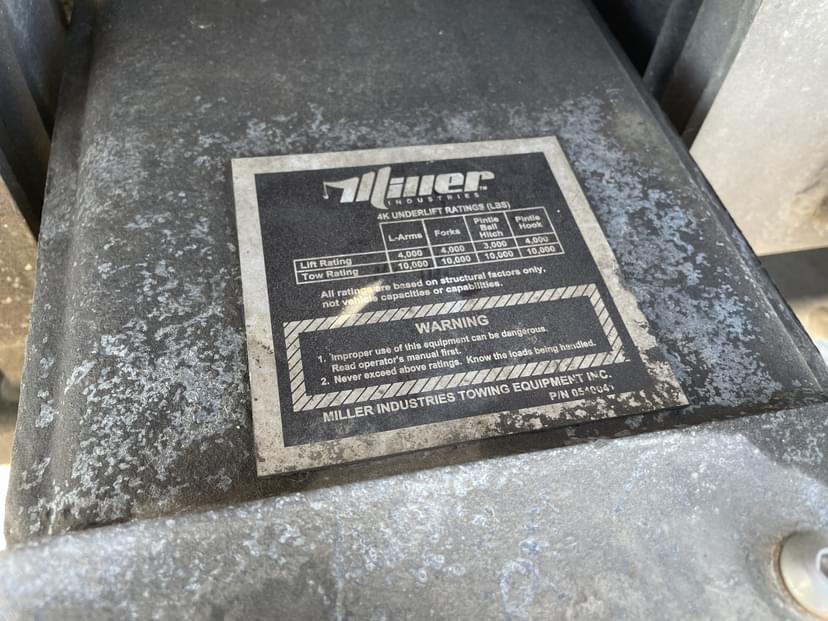 Miller
INDUSTRIES™
4K UNDERLIFT RATINGS (LBS)
L-Arms Forks Pintle Ball Hitch Pintle Hook
Lift Rating 4,000 4,000 3,000 4,000
Tow Rating 10,000 10,000 10,000 10,000
All ratings are based on structural factors only,
not vehicle capacities or capabilities.
WARNING
1. Improper use of this equipment can be dangerous.
Read operator's manual first.
2. Never exceed above ratings. Know the loads being handled.
MILLER INDUSTRIES TOWING EQUIPMENT INC.
P/N